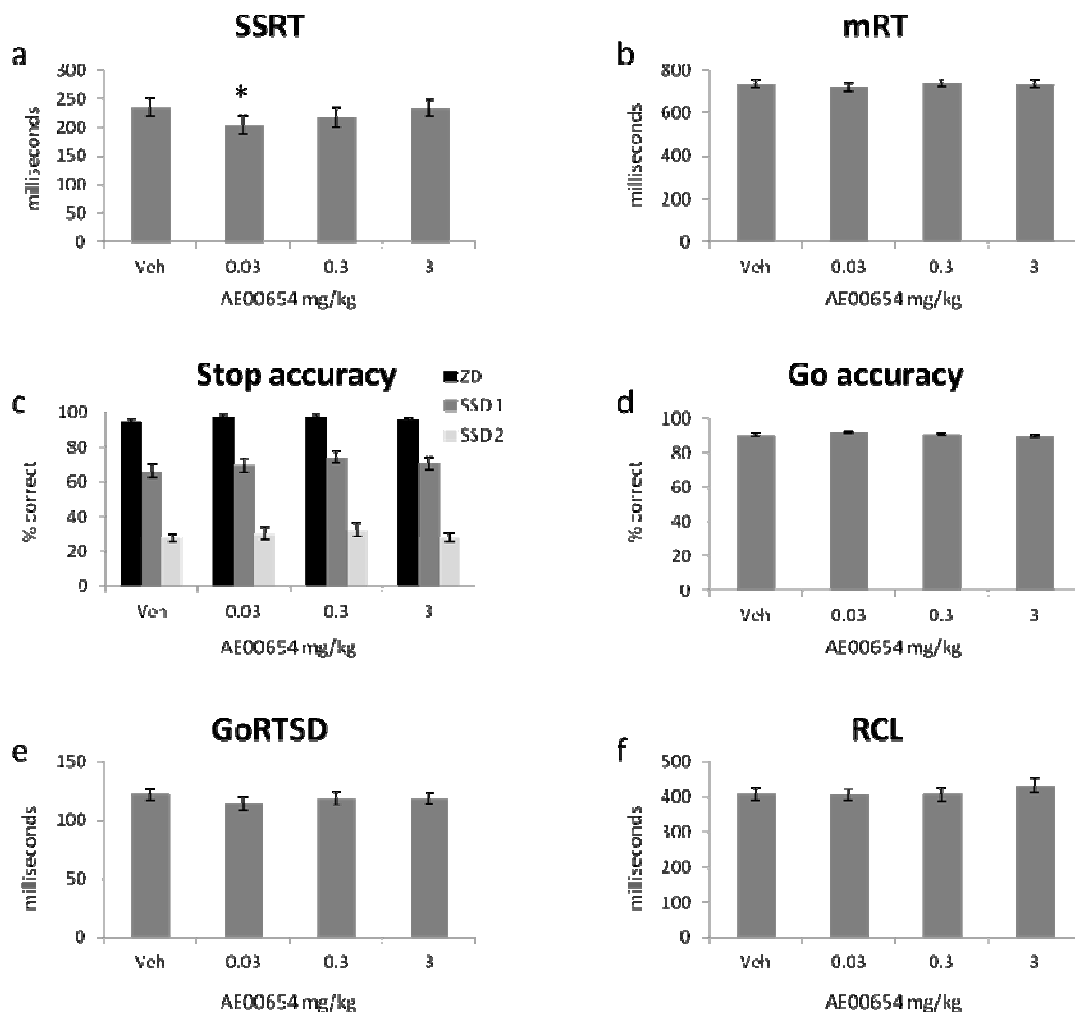 SSRT
a
300
250
200
150
100
50
0
milliseconds
*
Veh 0.03 0.3 3
AE00654 mg/kg
mRT
b
800
600
400
200
0
milliseconds
Veh 0.03 0.3 3
AE00654 mg/kg
Stop accuracy
c
ZD
SSD 1
SSD 2
100
80
60
40
20
0
% correct
Veh 0.03 0.3 3
AE00654 mg/kg
Go accuracy
d
100
80
60
40
20
0
% correct
Veh 0.03 0.3 3
AE00654 mg/kg
GoRTSD
e
150
100
50
0
milliseconds
Veh 0.03 0.3 3
AE00654 mg/kg
RCL
f
500
400
300
200
100
0
milliseconds
Veh 0.03 0.3 3
AE00654 mg/kg